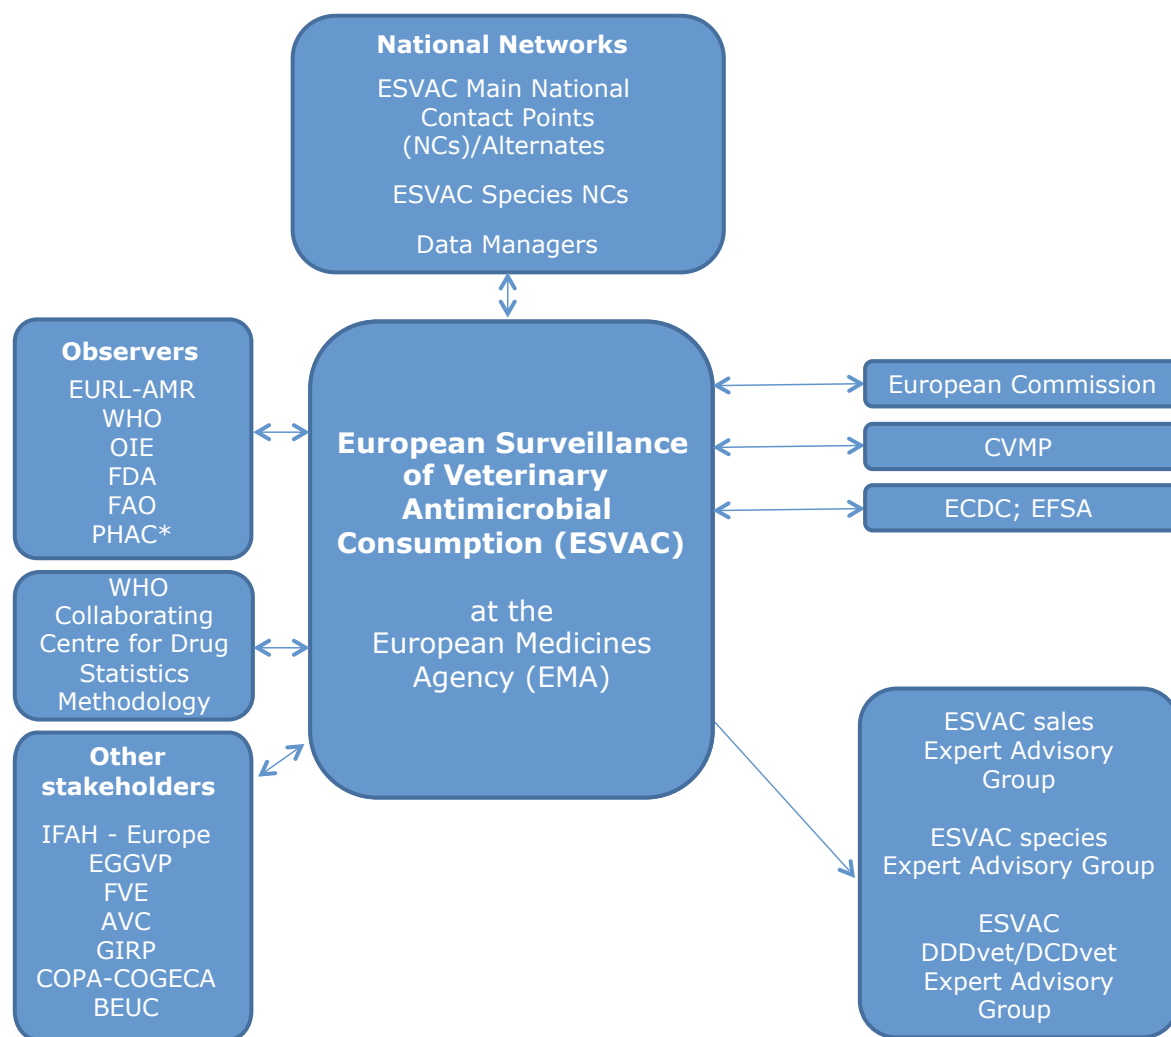 National Networks
ESVAC Main National
Contact Points
(NCs)/Alternates
ESVAC Species NCs
Data Managers
Observers
EURL-AMR
WHO
OIE
FDA
FAO
PHAC*
WHO
Collaborating
Centre for Drug
Statistics
Methodology
Other
stakeholders
IFAH - Europe
EGGVP
FVE
AVC
GIRP
COPA-COGECA
BEUC
European Surveillance
of Veterinary
Antimicrobial
Consumption (ESVAC)
at the
European Medicines
Agency (EMA)
European Commission
CVMP
ECDC; EFSA
ESVAC sales
Expert Advisory
Group
ESVAC species
Expert Advisory Group
ESVAC
DDDvet/DCDvet
Expert Advisory
Group